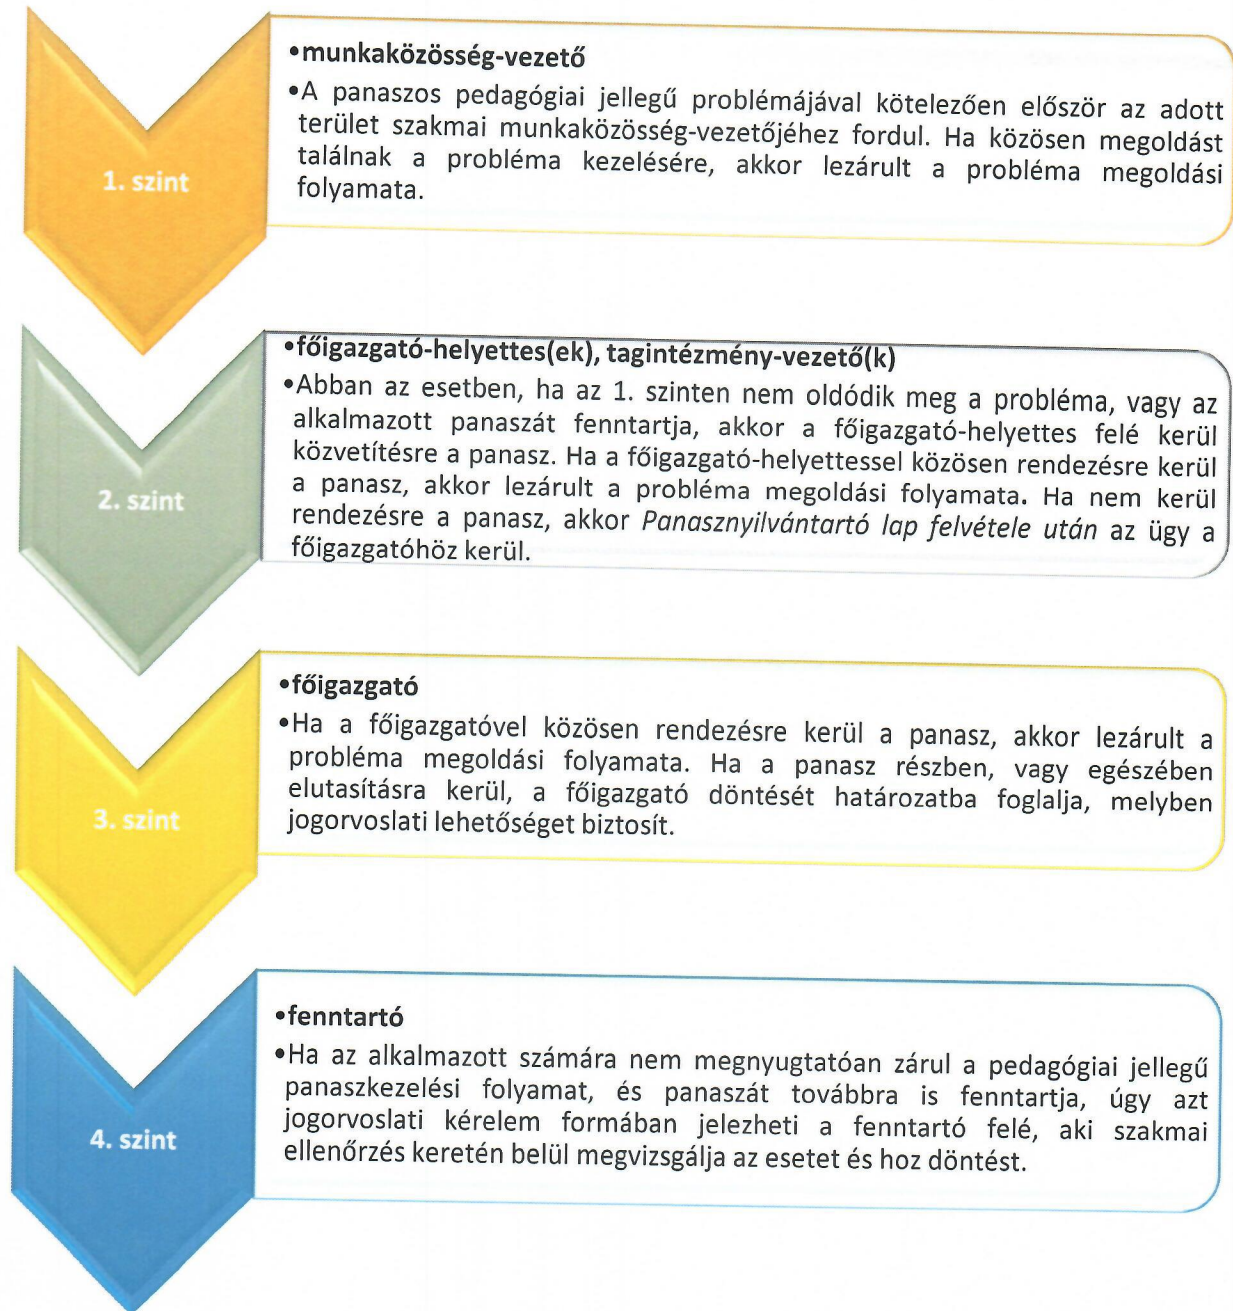 1. szint
•munkaközösség-vezető
•A panaszos pedagógiai jellegű problémájával kötelezően először az adott
terület szakmai munkaközösség-vezetőjéhez fordul. Ha közösen megoldást
találnak a probléma kezelésére, akkor lezárult a probléma megoldási
folyamata.
2. szint
•főigazgató-helyettes(ek), tagintézmény-vezető(k)
•Abban az esetben, ha az 1. szinten nem oldódik meg a probléma, vagy az
alkalmazott panaszát fenntartja, akkor a főigazgató-helyettes felé kerül
közvetítésre a panasz. Ha a főigazgató-helyettessel közösen rendezésre kerül
a panasz, akkor lezárult a probléma megoldási folyamata. Ha nem kerül
rendezésre a panasz, akkor Panasznyilvántartó lap felvétele után az ügy a
főigazgatóhöz kerül.
3. szint
•főigazgató
•Ha a főigazgatóvel közösen rendezésre kerül a panasz, akkor lezárult a
probléma megoldási folyamata. Ha a panasz részben, vagy egészében
elutasításra kerül, a főigazgató döntését határozatba foglalja, melyben
jogorvoslati lehetőséget biztosít.
4. szint
•fenntartó
•Ha az alkalmazott számára nem megnyugtatóan zárul a pedagógiai jellegű
panaszkezelési folyamat, és panaszát továbbra is fenntartja, úgy azt
jogorvoslati kérelem formában jelezheti a fenntartó felé, aki szakmai
ellenőrzés keretén belül megvizsgálja az esetet és hoz döntést.